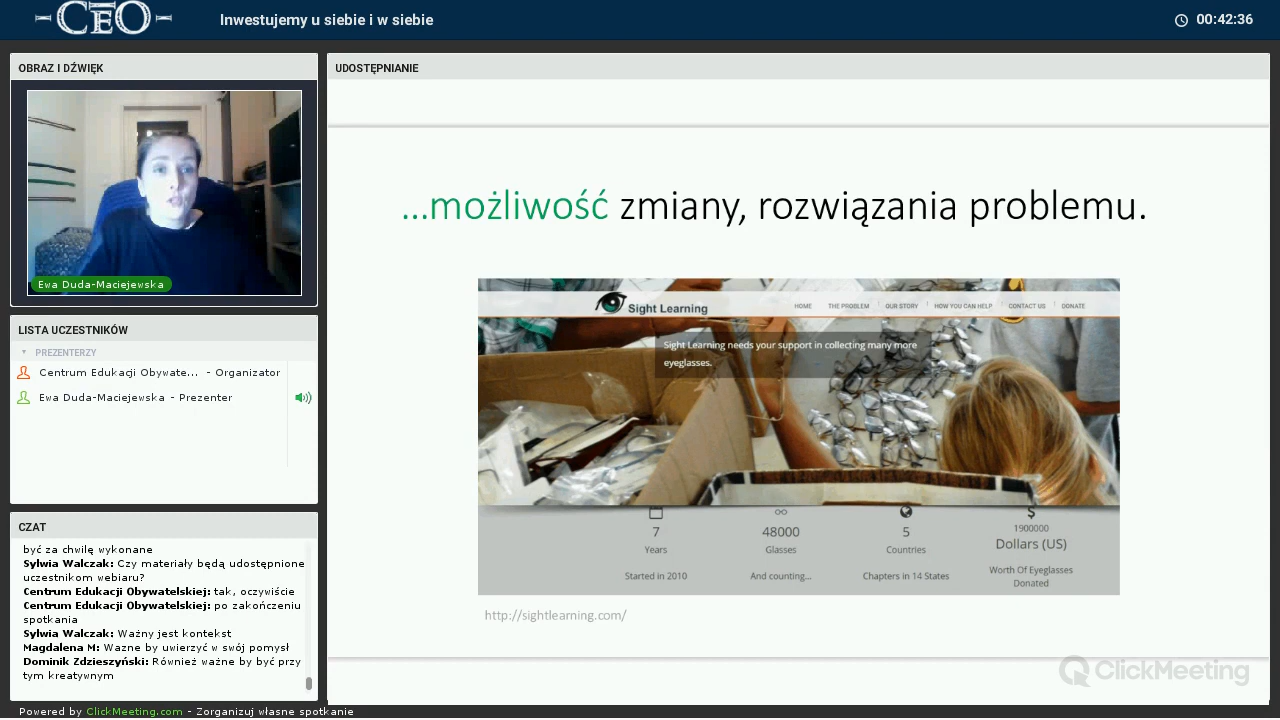 CEO
Inwestujemy u siebie i w siebie
00:42:36
OBRAZ I DŹWIĘK
Ewa Duda-Maciejewska
LISTA UCZESTNIKÓW
PREZENTERZY
Centrum Edukacji Obywate... - Organizator
Ewa Duda-Maciejewska - Prezenter
CZAT
być za chwilę wykonane
Sylwia Walczak: Czy materiały będą udostępnione
uczestnikom webiaru?
Centrum Edukacji Obywatelskiej: tak, oczywiście
Centrum Edukacji Obywatelskiej: po zakończeniu
spotkania
Sylwia Walczak: Ważny jest kontekst
Magdalena M: Wazne by uwierzyć w swój pomysł
Dominik Zdzieszyński: Również ważne by być przy
tym kreatywnym
Powered by ClickMeeting.com - Zorganizuj własne spotkanie
UDOSTĘPNIANIE
...możliwość zmiany, rozwiązania problemu.
Sight Learning
HOME THE PROBLEM OUR STORY HOW YOU CAN HELP CONTACT US DONATE
Sight Learning needs your support in collecting many more
eyeglasses.
7
Years
Started in 2010
48000
Glasses
And counting...
5
Countries
Chapters in 14 States
$
1900000
Dollars (US)
Worth Of Eyeglasses
Donated
http://sightlearning.com/
ClickMeeting